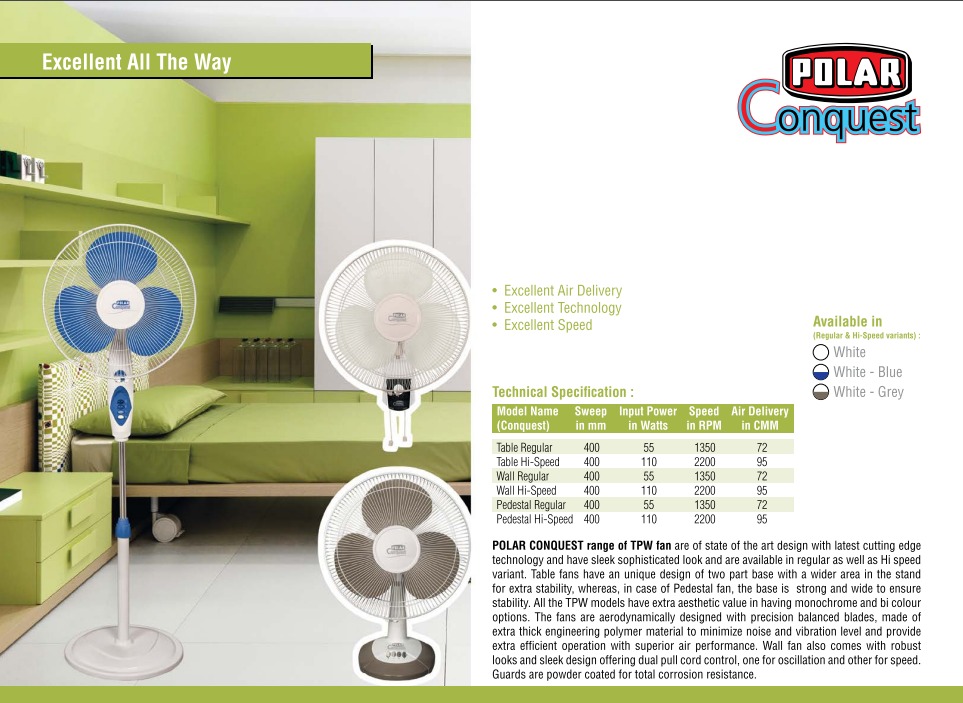 Excellent All The Way
POLAR
Conquest
• Excellent Air Delivery
• Excellent Technology
• Excellent Speed
Available in
(Regular & Hi-Speed variants) :
White
White - Blue
White - Grey
Technical Specification :
Model Name Sweep Input Power Speed Air Delivery
(Conquest) in mm in Watts in RPM in CMM
Table Regular 400 55 1350 72
Table Hi-Speed 400 110 2200 95
Wall Regular 400 55 1350 72
Wall Hi-Speed 400 110 2200 95
Pedestal Regular 400 55 1350 72
Pedestal Hi-Speed 400 110 2200 95
POLAR CONQUEST range of TPW fan are of state of the art design with latest cutting edge
technology and have sleek sophisticated look and are available in regular as well as Hi speed
variant. Table fans have an unique design of two part base with a wider area in the stand
for extra stability, whereas, in case of Pedestal fan, the base is strong and wide to ensure
stability. All the TPW models have extra aesthetic value in having monochrome and bi colour
options. The fans are aerodynamically designed with precision balanced blades, made of
extra thick engineering polymer material to minimize noise and vibration level and provide
extra efficient operation with superior air performance. Wall fan also comes with robust
looks and sleek design offering dual pull cord control, one for oscillation and other for speed.
Guards are powder coated for total corrosion resistance.
POLAR
Conquest
POLAR
Conquest
POLAR
Conquest